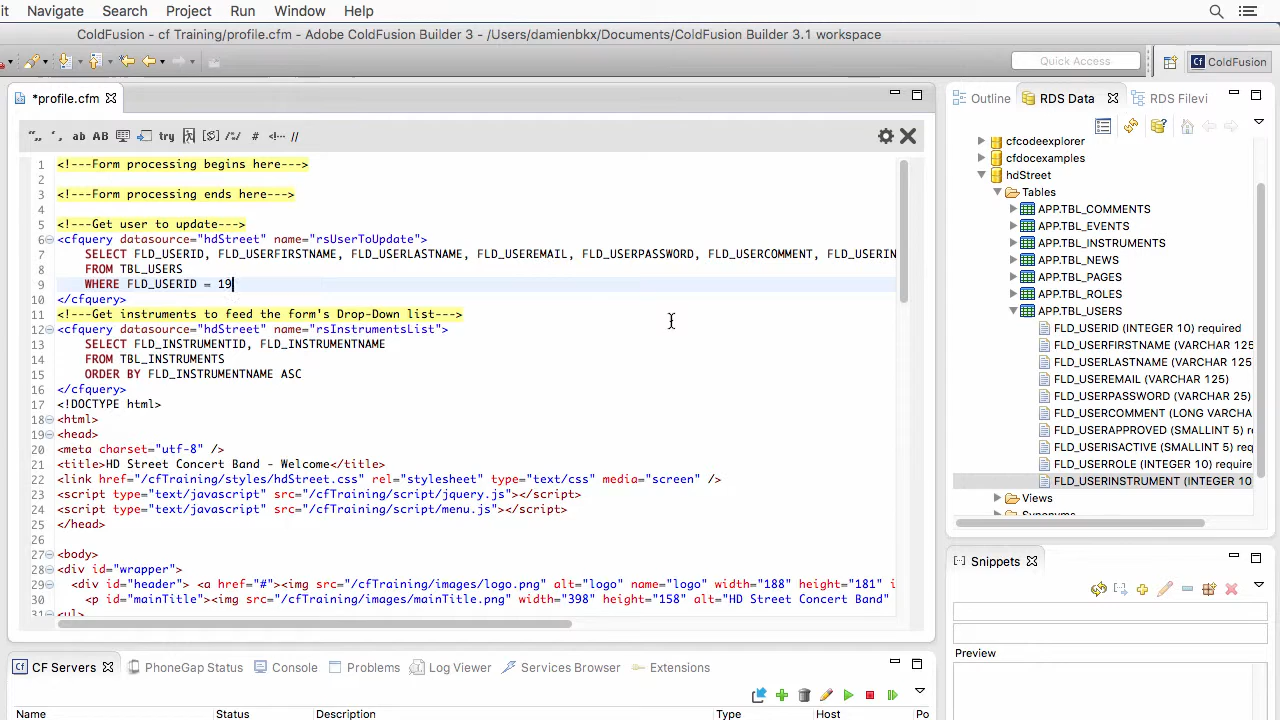 it Navigate Search Project Run Window Help
ColdFusion - cf Training/profile.cfm - Adobe ColdFusion Builder 3 - /Users/damienbkx/Documents/ColdFusion Builder 3.1 workspace
Quick Access
Cf ColdFusion
*profile.cfm
ab AB try # <!-- //
1 <!---Form processing begins here--->
2
3 <!---Form processing ends here--->
4
5 <!---Get user to update--->
6 <cfquery datasource="hdStreet" name="rsUserToUpdate">
7 SELECT FLD_USERID, FLD_USERFIRSTNAME, FLD_USERLASTNAME, FLD_USEREMAIL, FLD_USERPASSWORD, FLD_USERCOMMENT, FLD_USERIN
8 FROM TBL_USERS
9 WHERE FLD_USERID = 19
10 </cfquery>
11 <!---Get instruments to feed the form's Drop-Down list--->
12 <cfquery datasource="hdStreet" name="rsInstrumentsList">
13 SELECT FLD_INSTRUMENTID, FLD_INSTRUMENTNAME
14 FROM TBL_INSTRUMENTS
15 ORDER BY FLD_INSTRUMENTNAME ASC
16 </cfquery>
17 <!DOCTYPE html>
18 <html>
19 <head>
20 <meta charset="utf-8" />
21 <title>HD Street Concert Band - Welcome</title>
22 <link href="/cfTraining/styles/hdStreet.css" rel="stylesheet" type="text/css" media="screen" />
23 <script type="text/javascript" src="/cfTraining/script/jquery.js"></script>
24 <script type="text/javascript" src="/cfTraining/script/menu.js"></script>
25 </head>
26
27 <body>
28 <div id="wrapper">
29 <div id="header"> <a href="#"><img src="/cfTraining/images/logo.png" alt="logo" name="logo" width="188" height="181" i
30 <p id="mainTitle"><img src="/cfTraining/images/mainTitle.png" width="398" height="158" alt="HD Street Concert Band"
31 <ul>
Outline RDS Data RDS Filevi
cfcodeexplorer
cfdocexamples
hdStreet
Tables
APP.TBL_COMMENTS
APP.TBL_EVENTS
APP.TBL_INSTRUMENTS
APP.TBL_NEWS
APP.TBL_PAGES
APP.TBL_ROLES
APP.TBL_USERS
FLD_USERID (INTEGER 10) required
FLD_USERFIRSTNAME (VARCHAR 125
FLD_USERLASTNAME (VARCHAR 125
FLD_USEREMAIL (VARCHAR 125)
FLD_USERPASSWORD (VARCHAR 25)
FLD_USERCOMMENT (LONG VARCHA
FLD_USERAPPROVED (SMALLINT 5) re
FLD_USERISACTIVE (SMALLINT 5) req
FLD_USERROLE (INTEGER 10) require
FLD_USERINSTRUMENT (INTEGER 10
Views
Synonyms
Snippets
Preview
CF Servers PhoneGap Status Console Problems Log Viewer Services Browser Extensions
Name Status Description Type Host Po